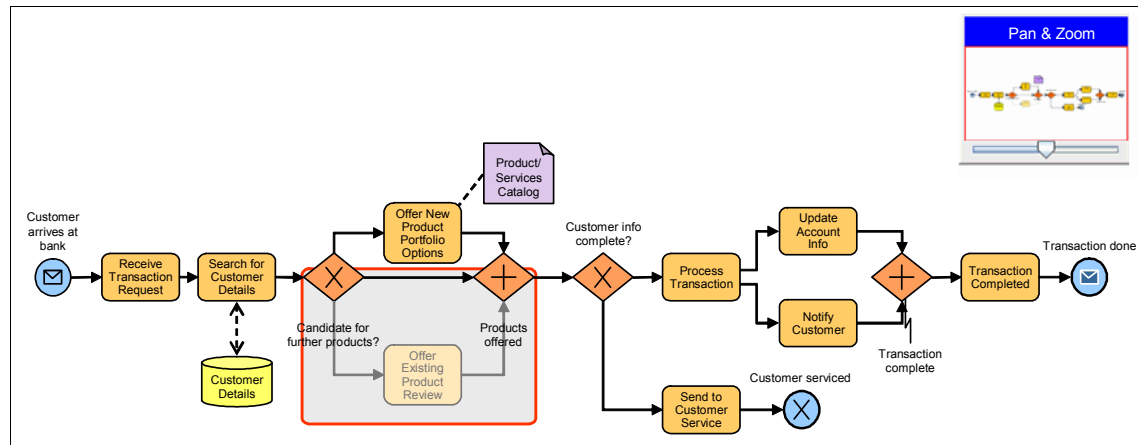 Pan & Zoom
Product/
Services
Catalog
Customer
arrives at
bank
Offer New
Product
Portfolio
Options
Customer info
complete?
Update
Account
Info
Transaction done
Receive
Transaction
Request
Search for
Customer
Details
Process
Transaction
Transaction
Completed
Candidate for
further products?
Products
offered
Notify
Customer
Offer
Existing
Product
Review
Transaction
complete
Customer
Details
Customer serviced
Send to
Customer
Service